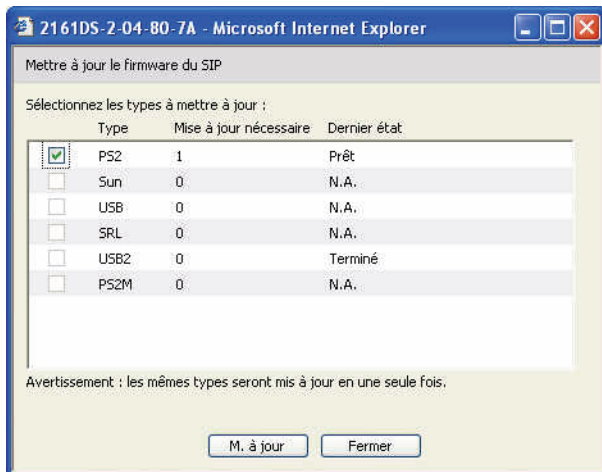 2161DS-2-04-80-7A - Microsoft Internet Explorer
Mettre à jour le firmware du SIP
Sélectionnez les types à mettre à jour :
Type Mise à jour nécessaire Dernier état
PS2 1 Prêt
Sun 0 N.A.
USB 0 N.A.
SRL 0 N.A.
USB2 0 Terminé
PS2M 0 N.A.
Avertissement : les mêmes types seront mis à jour en une seule fois.
M. à jour Fermer